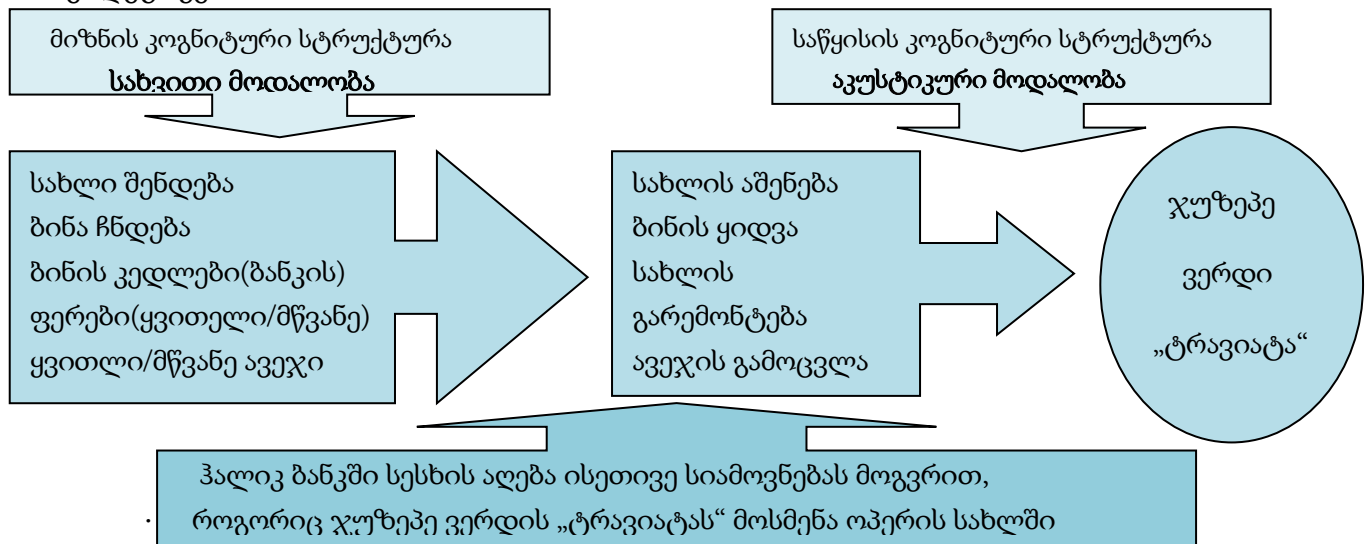 მიზნის კოგნიტური სტრუქტურა
სახვითი მოდალობა
საწყისის კოგნიტური სტრუქტურა
აკუსტიკური მოდალობა
სახლი შენდება
ბინა ჩნდება
ბინის კედლები(ბანკის)
ფერები(ყვითელი/მწვანე)
ყვითლი/მწვანე ავეჯი
სახლის აშენება
ბინის ყიდვა
სახლის
გარემონტება
ავეჯის გამოცვლა
ჯუზეპე
ვერდი
„ტრავიატა“
ჰალიკ ბანკში სესხის აღება ისეთივე სიამოვნებას მოგვრით,
როგორიც ჯუზეპე ვერდის „ტრავიატას“ მოსმენა ოპერის სახლში